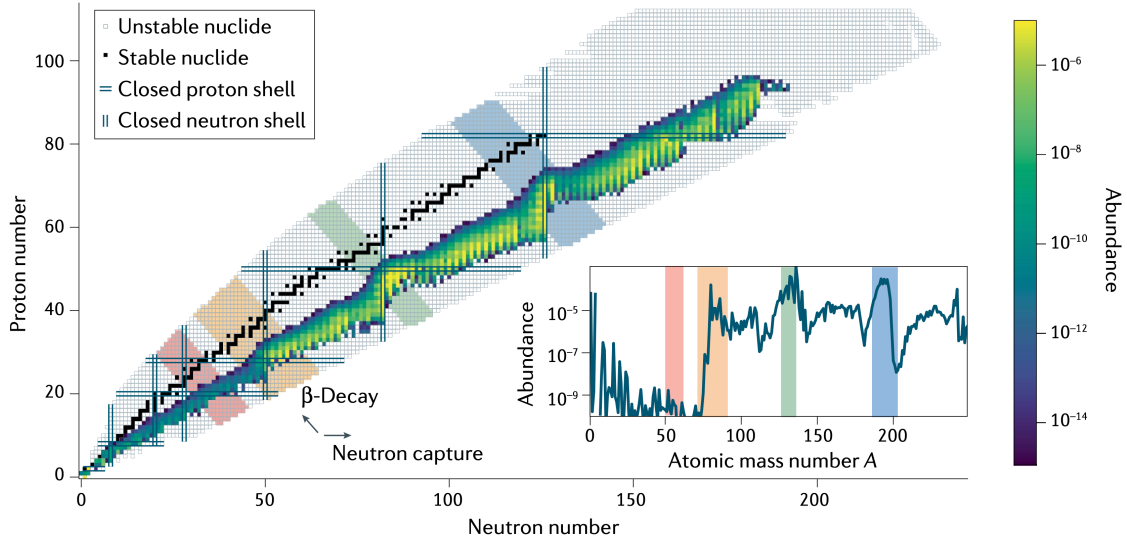 Unstable nuclide
Stable nuclide
Closed proton shell
Closed neutron shell
100
80
60
40
20
0
Proton number
0
50
100
150
200
Neutron number
β-Decay
Neutron capture
10-5
10-7
10-9
Abundance
0
50
100
150
200
Atomic mass number A
10-6
10-8
10-10
10-12
10-14
Abundance